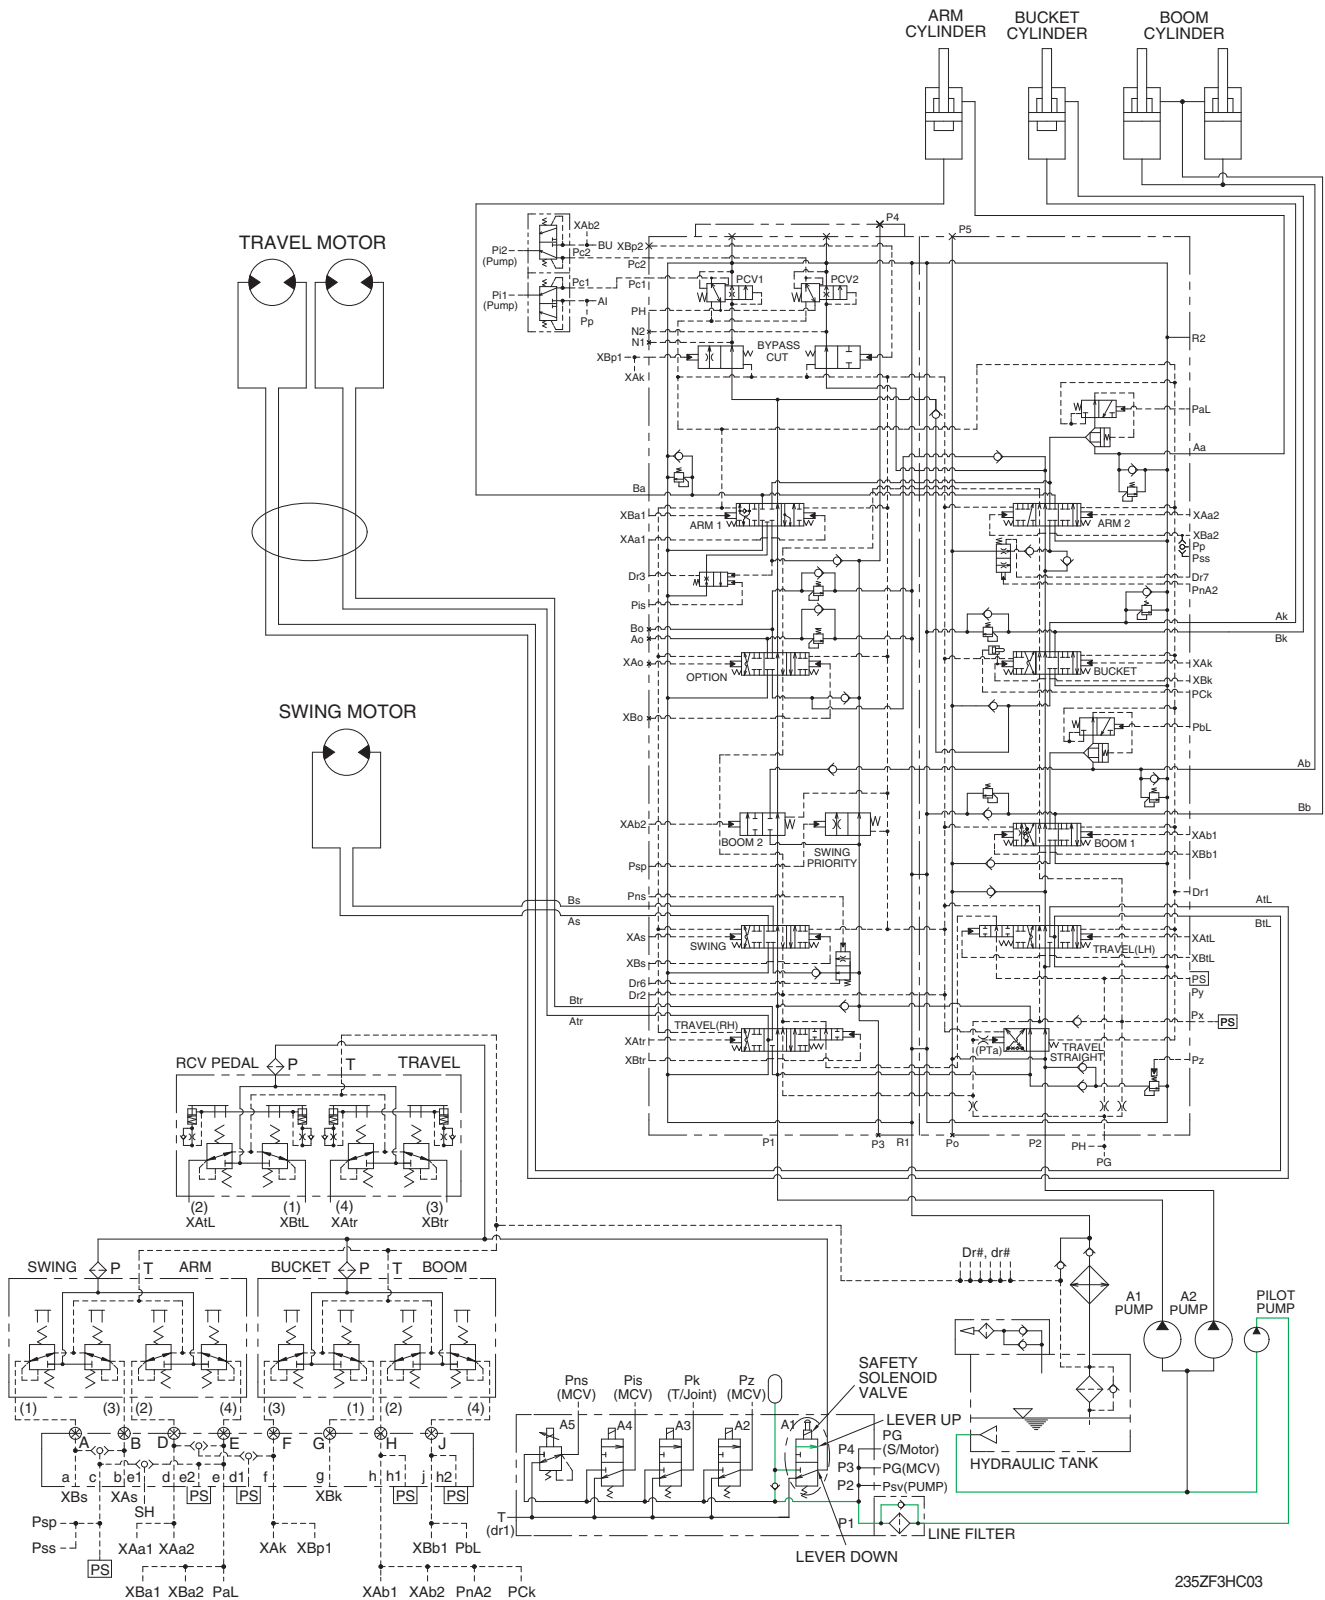 ARM
CYLINDER
BUCKET
CYLINDER
BOOM
CYLINDER
TRAVEL MOTOR
XAb2
P4
P5
Pi2
(Pump)
BU
XBp2
Pc2
Pc2
Pc1
Pi1
(Pump)
AI
Pp
Pc1
PCV1
PCV2
PH
N2
N1
R2
BYPASS
CUT
XBp1
XAk
PaL
Aa
Ba
XBa1
ARM 1
ARM 2
XAa2
XAa1
XBa2
Pp
Pss
Dr3
Dr7
PnA2
Pis
Bo
Ao
Ak
Bk
XAo
OPTION
BUCKET
XAk
XBk
PCk
XBo
PbL
SWING MOTOR
Ab
Bb
XAb2
BOOM 2
SWING
PRIORITY
BOOM 1
XAb1
XBb1
Psp
Pns
Dr1
AtL
BtL
Bs
As
XAs
SWING
TRAVEL(LH)
XAtL
XBs
XBtL
Dr6
Dr2
PS
Py
Btr
Atr
Px
PS
TRAVEL(RH)
XAtr
XBtr
(PTa)
TRAVEL
STRAIGHT
Pz
RCV PEDAL
P
T
TRAVEL
P1
P3
R1
Po
P2
PH
PG
(2)
XAtL
(1)
XBtL
(4)
XAtr
(3)
XBtr
SWING
P
T
ARM
BUCKET
P
T
BOOM
Dr#, dr#
A1
PUMP
A2
PUMP
PILOT
PUMP
(1)
(3)
(2)
(4)
(3)
(1)
(2)
(4)
A
B
D
E
F
G
H
J
a
c
b
e1
d
e2
e
d1
f
g
h
h1
j
h2
XBs
XAs
SH
PS
PS
XBk
PS
PS
Psp
Pss
PS
XAa1
XAa2
XAk
XBp1
XBb1
PbL
XBa1
XBa2
PaL
XAb1
XAb2
PnA2
PCk
Pns
(MCV)
Pis
(MCV)
Pk
(T/Joint)
Pz
(MCV)
SAFETY
SOLENOID
VALVE
A5
A4
A3
A2
A1
LEVER UP
PG
P4
(S/Motor)
P3
PG(MCV)
P2
Psv(PUMP)
P1
T
(dr1)
LINE FILTER
LEVER DOWN
HYDRAULIC TANK
235ZF3HC03